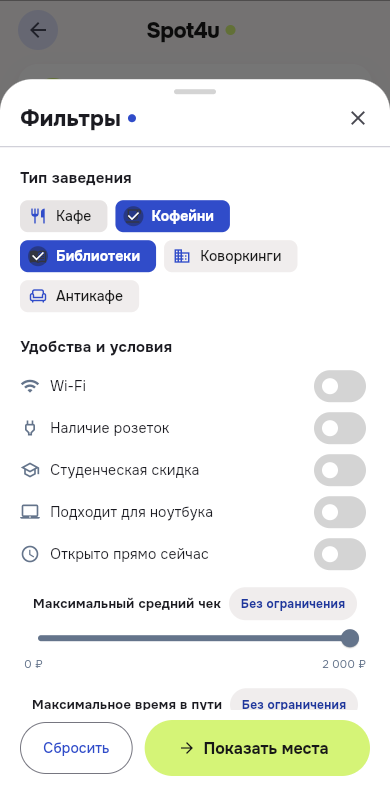 Spot4u
Фильтры
Тип заведения
Кафе Кофейни
Библиотеки Коворкинги
Антикафе
Удобства и условия
Wi-Fi
Наличие розеток
Студенческая скидка
Подходит для ноутбука
Открыто прямо сейчас
Максимальный средний чек Без ограничения
0 ₽ 2 000 ₽
Максимальное время в пути Без ограничения
Сбросить Показать места